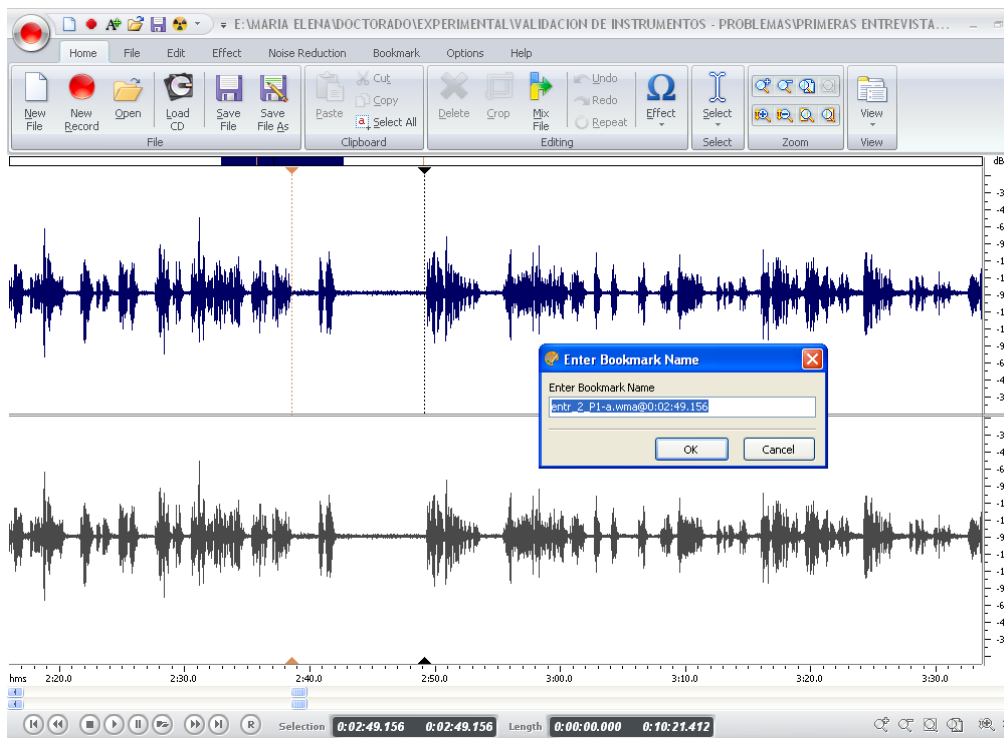 E:\MARIA ELENA\DOCTORADO\EXPERIMENTAL\VALIDACION DE INSTRUMENTOS - PROBLEMAS\PRIMERAS ENTREVISTA...
Home File Edit Effect Noise Reduction Bookmark Options Help
New File
New Record
Open
Load CD
Save File
Save File As
Paste
Cut
Copy
Select All
Delete
Crop
Mix File
Undo
Redo
Repeat
Effect
Select
View
File Clipboard Editing Select Zoom View
dB
Enter Bookmark Name
Enter Bookmark Name
entr_2_P1-a.wma@0:02:49.156
OK Cancel
hms 2:20.0 2:30.0 2:40.0 2:50.0 3:00.0 3:10.0 3:20.0 3:30.0
R Selection 0:02:49.156 0:02:49.156 Length 0:00:00.000 0:10:21.412